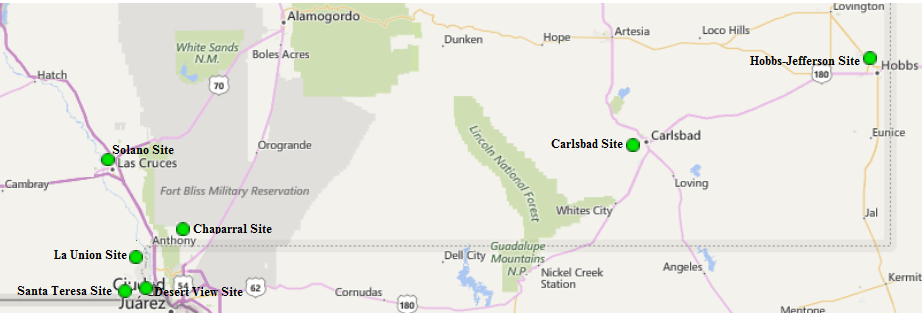 Lovington
Alamogordo
White Sands
N.M.
Boles Acres
Dunken
Hope
Artesia
Loco Hills
Hobbs-Jefferson Site
Hobbs
180
Hatch
70
Solano Site
Las Cruces
Orogrande
Lincoln National Forest
Carlsbad Site
Carlsbad
Eunice
Cambray
Fort Bliss Military Reservation
Loving
Whites City
Jal
Chaparral Site
Anthony
La Union Site
Dell City
Guadalupe
Mountains
N.P.
Nickel Creek
Station
Angeles
Kermit
Santa Teresa Site
Ciudad
Juárez
54
Desert View Site
62
Cornudas
180
Mentone